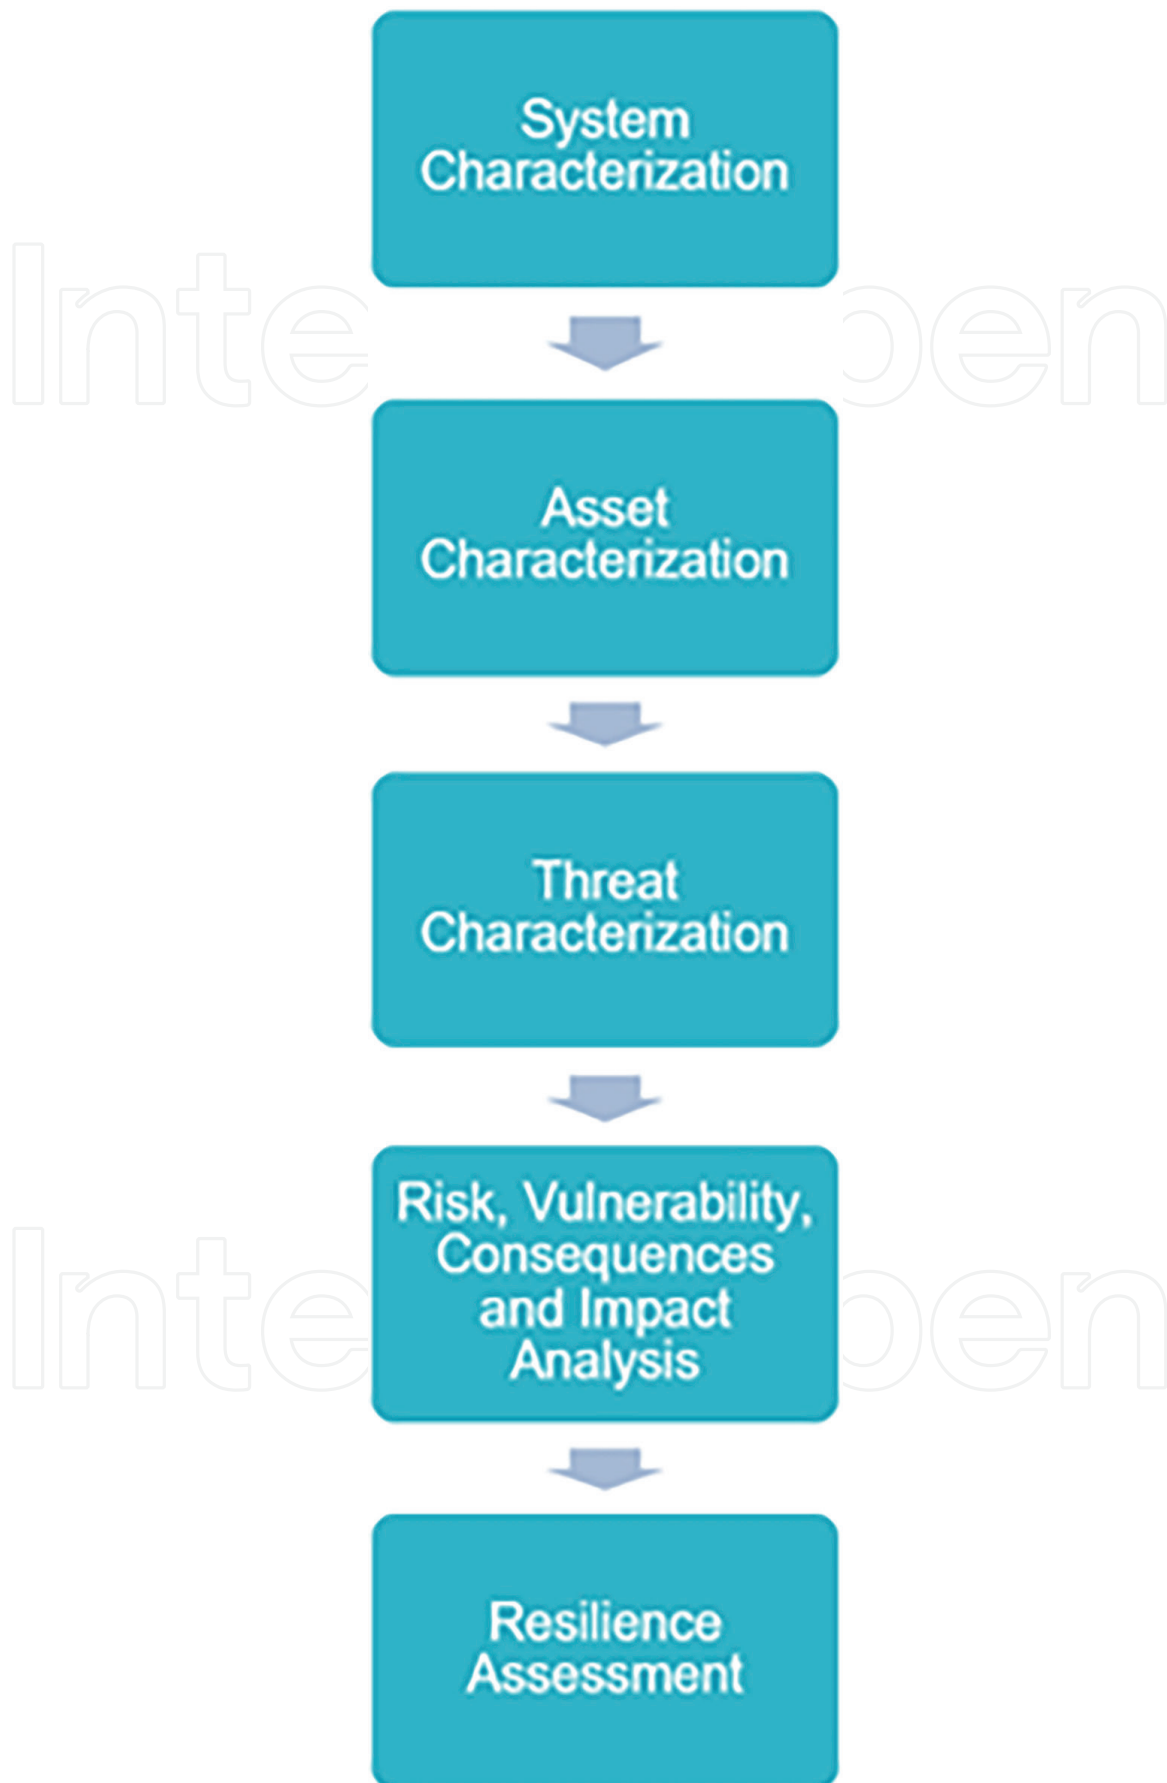 System
Characterization
Asset
Characterization
Threat
Characterization
Risk, Vulnerability,
Consequences
and Impact
Analysis
Resilience
Assessment